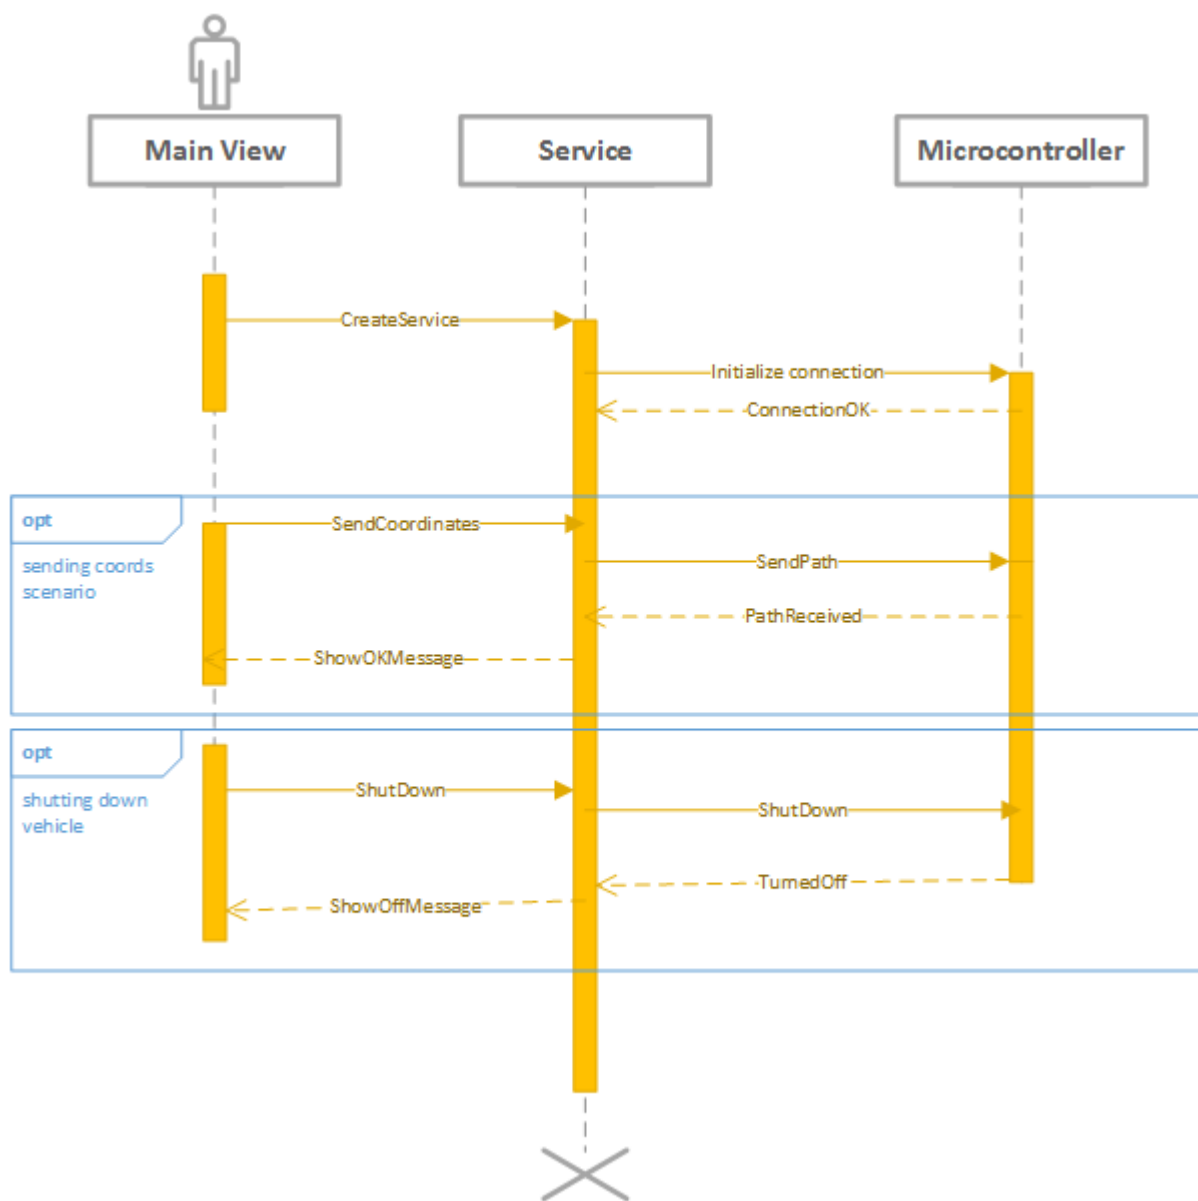 Main View
Service
Microcontroller
CreateService
Initialize connection
ConnectionOK
opt
SendCoordinates
sending coords
scenario
SendPath
PathReceived
ShowOKMessage
opt
ShutDown
shutting down
vehicle
ShutDown
TurnedOff
ShowOffMessage